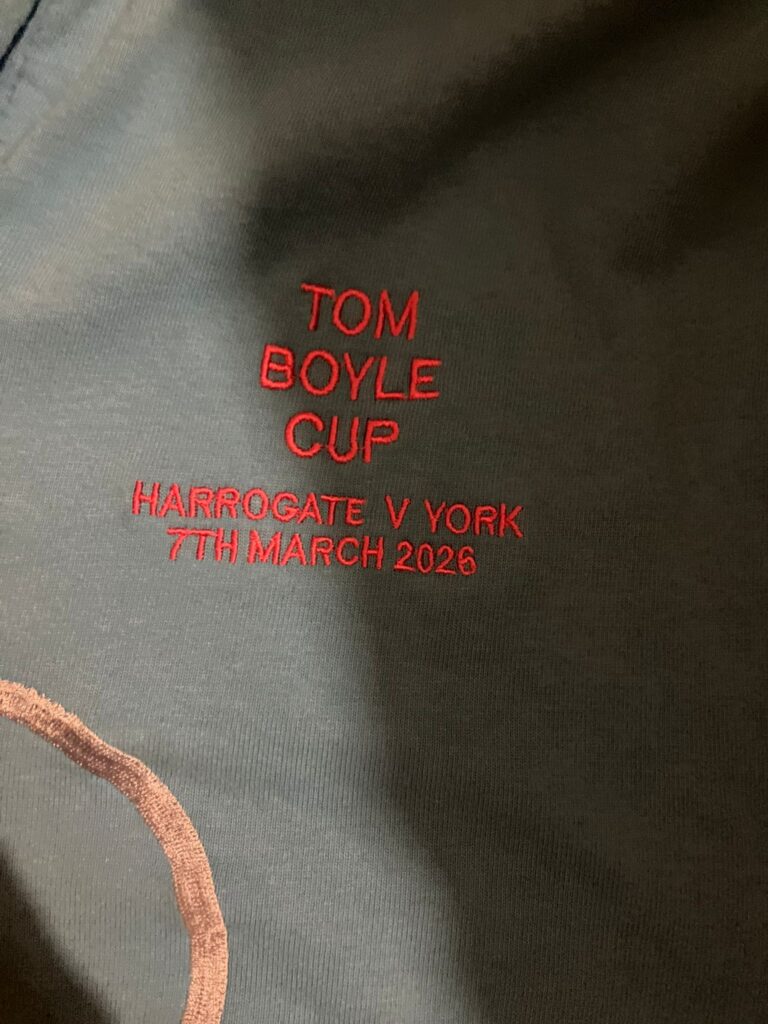 TOM
BOYLE
CUP
HARROGATE V YORK
7TH MARCH 2026